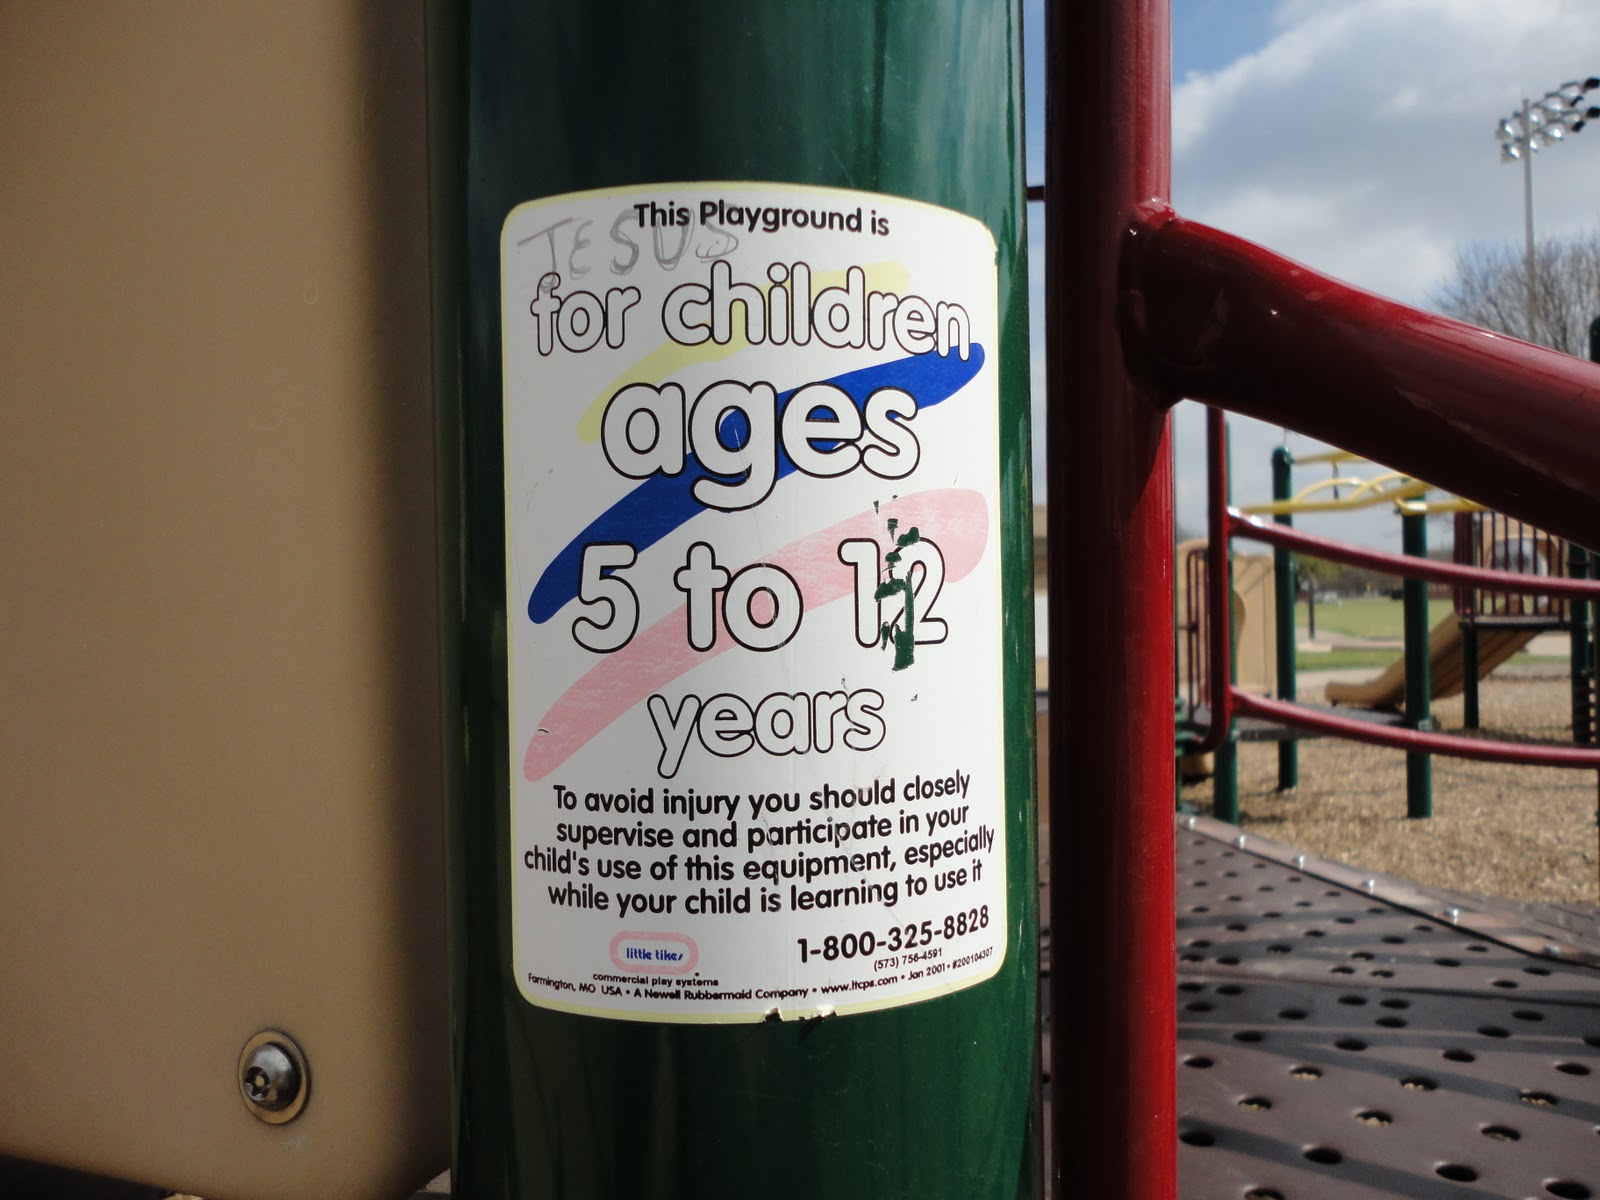 JESUS
This Playground is
for children
ages
5 to 12
years
To avoid injury you should closely
supervise and participate in your
child's use of this equipment, especially
while your child is learning to use it
1-800-325-8828
(573) 756-4591
little tikes
commercial play systems
Farmington, MO USA • A Newell Rubbermaid Company • www.ltcps.com • Jan 2001 • #200104307